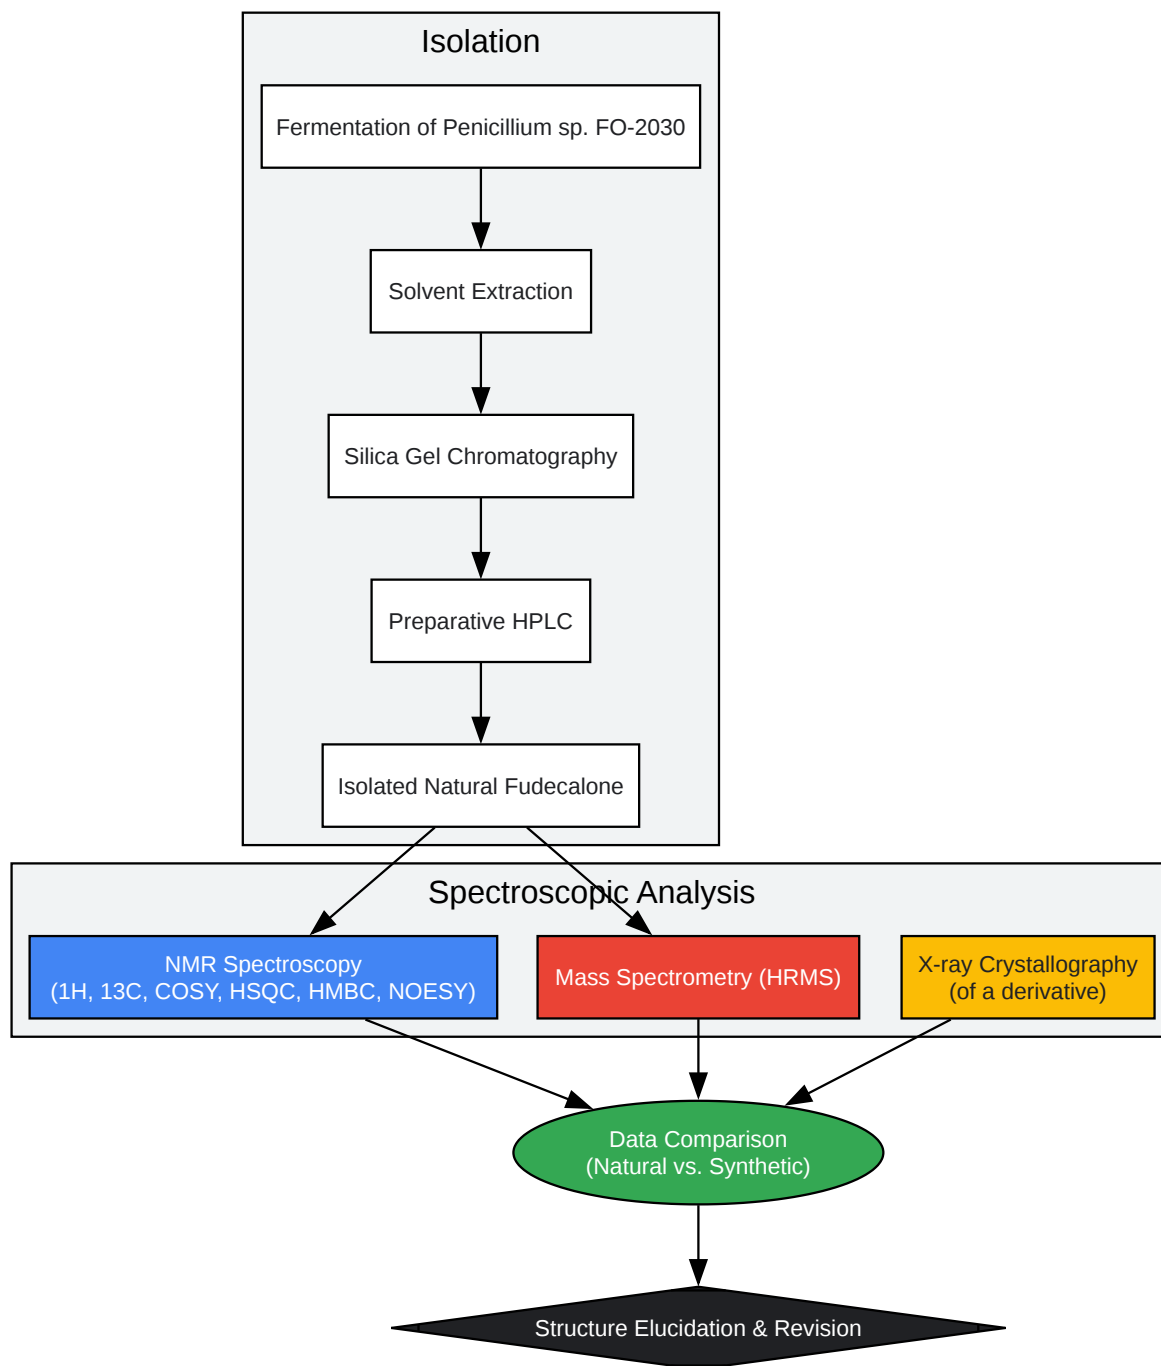 Isolation
Fermentation of Penicillium sp. FO-2030
Solvent Extraction
Silica Gel Chromatography
Preparative HPLC
Isolated Natural Fudecalone
Spectroscopic Analysis
NMR Spectroscopy
(1H, 13C, COSY, HSQC, HMBC, NOESY)
Mass Spectrometry (HRMS)
X-ray Crystallography
(of a derivative)
Data Comparison
(Natural vs. Synthetic)
Structure Elucidation & Revision